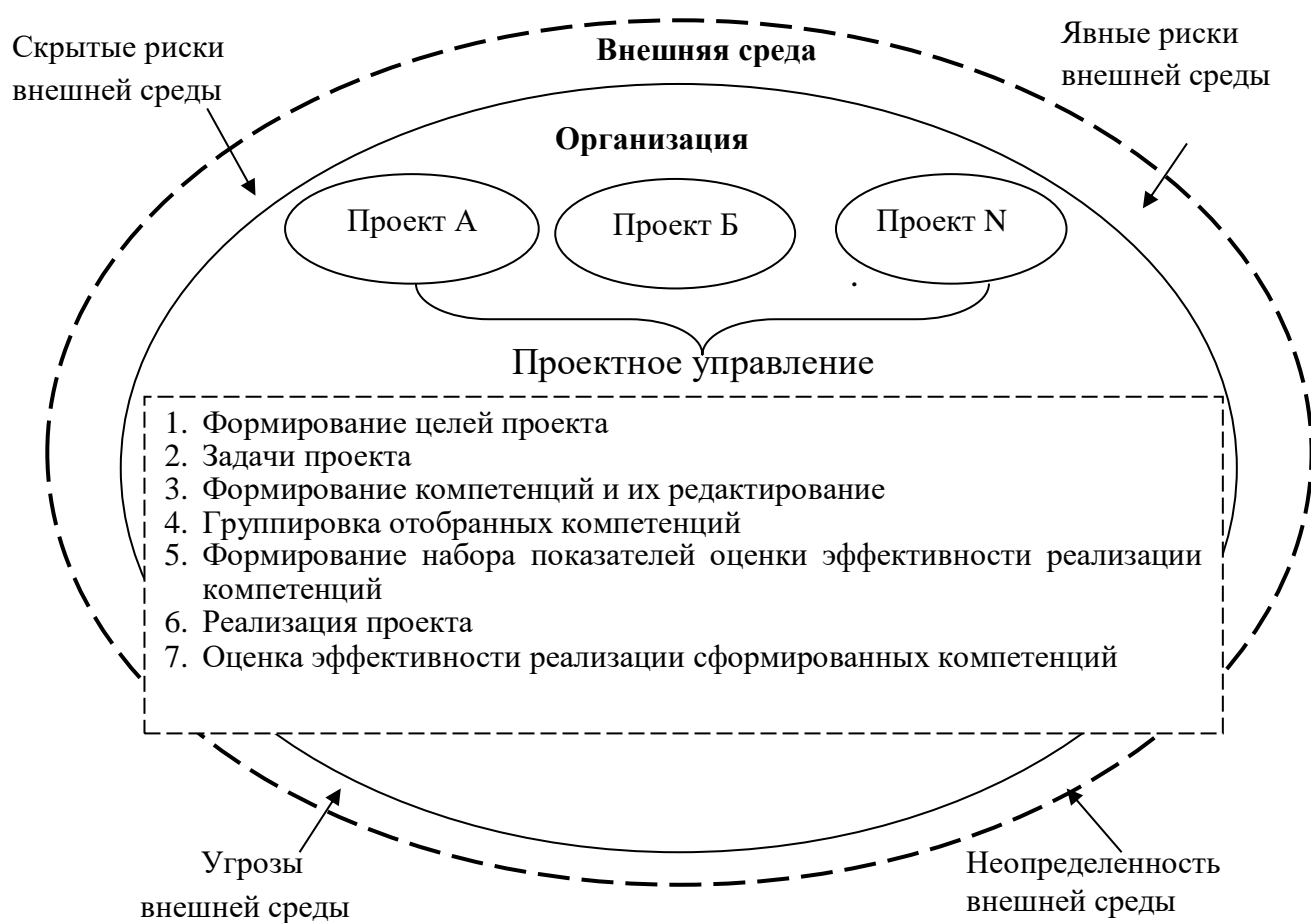 Скрытые риски
внешней среды
Внешняя среда
Явные риски
внешней среды
Организация
Проект А
Проект Б
Проект N
.
Проектное управление
1. Формирование целей проекта
2. Задачи проекта
3. Формирование компетенций и их редактирование
4. Группировка отобранных компетенций
5. Формирование набора показателей оценки эффективности реализации
компетенций
6. Реализация проекта
7. Оценка эффективности реализации сформированных компетенций
Угрозы
внешней среды
Неопределенность
внешней среды